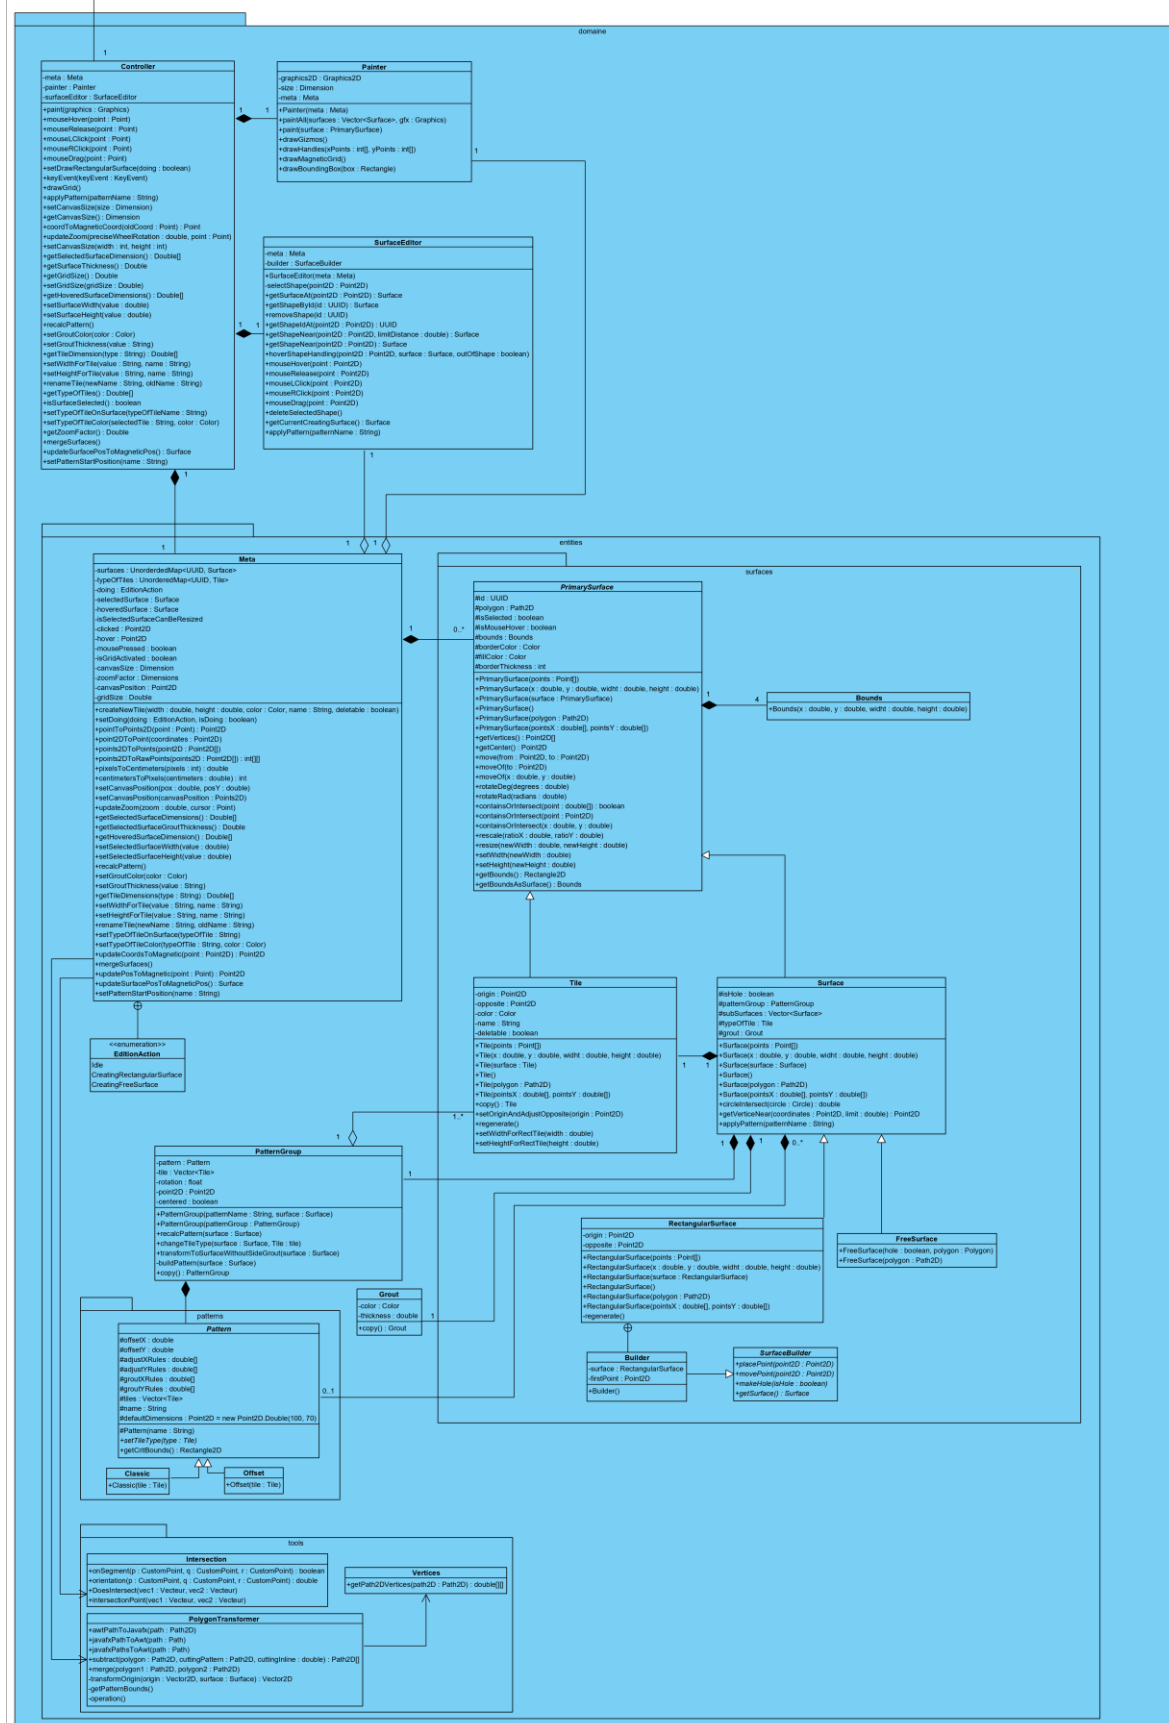 domaine
1
Controller
-meta : Meta
-painter : Painter
-surfaceEditor : SurfaceEditor
+paint(graphics : Graphics)
+mouseHover(point : Point)
+mouseRelease(point : Point)
+mouseLClick(point : Point)
+mouseRClick(point : Point)
+mouseDrag(point : Point)
+setDrawRectangularSurface(doing : boolean)
+keyEvent(keyEvent : KeyEvent)
+drawGrid()
+applyPattern(patternName : String)
+setCanvasSize(size : Dimension)
+getCanvasSize() : Dimension
+coordToMagneticCoord(oldCoord : Point) : Point
+updateZoom(preciseWheelRotation : double, point : Point)
+setCanvasSize(width : int, height : int)
+getSelectedSurfaceDimension() : Double[]
+getSurfaceThickness() : Double
+getGridSize() : Double
+setGridSize(gridSize : Double)
+getHoveredSurfaceDimensions() : Double[]
+setSurfaceWidth(value : double)
+setSurfaceHeight(value : double)
+recalcPattern()
+setGroutColor(color : Color)
+setGroutThickness(value : String)
+getTileDimension(type : String) : Double[]
+setWidthForTile(value : String, name : String)
+setHeightForTile(value : String, name : String)
+renameTile(newName : String, oldName : String)
+getTypeOfTiles() : Double[]
+isSurfaceSelected() : boolean
+setTypeOfTileOnSurface(typeOfTileName : String)
+setTypeOfTileColor(selectedTile : String, color : Color)
+getZoomFactor() : Double
+mergeSurfaces()
+updateSurfacePosToMagneticPos() : Surface
+setPatternStartPosition(name : String)
1
1
Painter
-graphics2D : Graphics2D
-size : Dimension
-meta : Meta
+Painter(meta : Meta)
+paintAll(surfaces : Vector<Surface>, gfx : Graphics)
+paint(surface : PrimarySurface)
+drawGizmos()
+drawHandles(xPoints : int[], yPoints : int[])
+drawMagneticGrid()
+drawBoundingBox(box : Rectangle)
1
1
1
SurfaceEditor
-meta : Meta
-builder : SurfaceBuilder
+SurfaceEditor(meta : Meta)
-selectShape(point2D : Point2D)
+getSurfaceAt(point2D : Point2D) : Surface
+getShapeById(id : UUID) : Surface
+removeShape(id : UUID)
+getShapeIdAt(point2D : Point2D) : UUID
+getShapeNear(point2D : Point2D, limitDistance : double) : Surface
+getShapeNear(point2D : Point2D) : Surface
+hoverShapeHandling(point2D : Point2D, surface : Surface, outOfShape : boolean)
+mouseHover(point : Point2D)
+mouseRelease(point : Point2D)
+mouseLClick(point : Point2D)
+mouseRClick(point : Point2D)
+mouseDrag(point : Point2D)
+deleteSelectedShape()
+getCurrentCreatingSurface() : Surface
+applyPattern(patternName : String)
1
1
1
1
1
entities
Meta
-surfaces : UnorderdedMap<UUID, Surface>
-typeOfTiles : UnorderedMap<UUID, Tile>
-doing : EditionAction
-selectedSurface : Surface
-hoveredSurface : Surface
-isSelectedSurfaceCanBeResized
-clicked : Point2D
-hover : Point2D
-mousePressed : boolean
-isGridActivated : boolean
-canvasSize : Dimension
-zoomFactor : Dimensions
-canvasPosition : Point2D
-gridSize : Double
+createNewTile(width : double, height : double, color : Color, name : String, deletable : boolean)
+setDoing(doing : EditionAction, isDoing : boolean)
+pointToPoints2D(point : Point) : Point2D
+point2DToPoint(coordinates : Point2D)
+points2DToPoints(point2D : Point2D[])
+points2DToRawPoints(points2D : Point2D[]) : int[][]
+pixelsToCentimeters(pixels : int) : double
+centimetersToPixels(centimeters : double) : int
+setCanvasPosition(pox : double, posY : double)
+setCanvasPosition(canvasPosition : Points2D)
+updateZoom(zoom : double, cursor : Point)
+getSelectedSurfaceDimensions() : Double[]
+getSelectedSurfaceGroutThickness() : Double
+getHoveredSurfaceDimension() : Double[]
+setSelectedSurfaceWidth(value : double)
+setSelectedSurfaceHeight(value : double)
+recalcPattern()
+setGroutColor(color : Color)
+setGroutThickness(value : String)
+getTileDimensions(type : String) : Double[]
+setWidthForTile(value : String, name : String)
+setHeightForTile(value : String, name : String)
+renameTile(newName : String, oldName : String)
+setTypeOfTileOnSurface(typeOfTile : String)
+setTypeOfTileColor(typeOfTile : String, color : Color)
+updateCoordsToMagnetic(point : Point2D) : Point2D
+mergeSurfaces()
+updatePosToMagnetic(point : Point) : Point2D
+updateSurfacePosToMagneticPos() : Surface
+setPatternStartPosition(name : String)
1
0..*
<<enumeration>>
EditionAction
Idle
CreatingRectangularSurface
CreatingFreeSurface
surfaces
PrimarySurface
#id : UUID
#polygon : Path2D
#isSelected : boolean
#isMouseHover : boolean
#bounds : Bounds
#borderColor : Color
#fillColor : Color
#borderThickness : int
+PrimarySurface(points : Point[])
+PrimarySurface(x : double, y : double, widht : double, height : double)
+PrimarySurface(surface : PrimarySurface)
+PrimarySurface()
+PrimarySurface(polygon : Path2D)
+PrimarySurface(pointsX : double[], pointsY : double[])
+getVertices() : Point2D[]
+getCenter() : Point2D
+move(from : Point2D, to : Point2D)
+moveOf(to : Point2D)
+moveOf(x : double, y : double)
+rotateDeg(degrees : double)
+rotateRad(radians : double)
+containsOrIntersect(point : double[]) : boolean
+containsOrIntersect(point : Point2D)
+containsOrIntersect(x : double, y : double)
+rescale(ratioX : double, ratioY : double)
+resize(newWidth : double, newHeight : double)
+setWidth(newWidth : double)
+setHeight(newHeight : double)
+getBounds() : Rectangle2D
+getBoundsAsSurface() : Bounds
1
4
Bounds
+Bounds(x : double, y : double, widht : double, height : double)
Tile
-origin : Point2D
-opposite : Point2D
-color : Color
-name : String
-deletable : boolean
+Tile(points : Point[])
+Tile(x : double, y : double, widht : double, height : double)
+Tile(surface : Tile)
+Tile()
+Tile(polygon : Path2D)
+Tile(pointsX : double[], pointsY : double[])
+copy() : Tile
+setOriginAndAdjustOpposite(origin : Point2D)
+regenerate()
+setWidthForRectTile(width : double)
+setHeightForRectTile(height : double)
1
1
Surface
#isHole : boolean
#patternGroup : PatternGroup
#subSurfaces : Vector<Surface>
#typeOfTile : Tile
#grout : Grout
+Surface(points : Point[])
+Surface(x : double, y : double, widht : double, height : double)
+Surface(surface : Surface)
+Surface()
+Surface(polygon : Path2D)
+Surface(pointsX : double[], pointsY : double[])
+circleIntersect(circle : Circle) : double
+getVerticeNear(coordinates : Point2D, limit : double) : Point2D
+applyPattern(patternName : String)
1..*
1
1
1
0..*
PatternGroup
-pattern : Pattern
-tile : Vector<Tile>
-rotation : float
-point2D : Point2D
-centered : boolean
+PatternGroup(patternName : String, surface : Surface)
+PatternGroup(patternGroup : PatternGroup)
+recalcPattern(surface : Surface)
+changeTileType(surface : Surface, Tile : tile)
+transformToSurfaceWithoutSideGrout(surface : Surface)
-buildPattern(surface : Surface)
+copy() : PatternGroup
1
RectangularSurface
-origin : Point2D
-opposite : Point2D
+RectangularSurface(points : Point[])
+RectangularSurface(x : double, y : double, widht : double, height : double)
+RectangularSurface(surface : RectangularSurface)
+RectangularSurface()
+RectangularSurface(polygon : Path2D)
+RectangularSurface(pointsX : double[], pointsY : double[])
-regenerate()
FreeSurface
+FreeSurface(hole : boolean, polygon : Polygon)
+FreeSurface(polygon : Path2D)
Grout
-color : Color
-thickness : double
+copy() : Grout
1
patterns
Pattern
#offsetX : double
#offsetY : double
#adjustXRules : double[]
#adjustYRules : double[]
#groutXRules : double[]
#groutYRules : double[]
#tiles : Vector<Tile>
#name : String
#defaultDimensions : Point2D = new Point2D.Double(100, 70)
#Pattern(name : String)
+setTileType(type : Tile)
+getCritBounds() : Rectangle2D
0..1
Builder
-surface : RectangularSurface
-firstPoint : Point2D
+Builder()
SurfaceBuilder
+placePoint(point2D : Point2D)
+movePoint(point2D : Point2D)
+makeHole(isHole : boolean)
+getSurface() : Surface
Classic
+Classic(tile : Tile)
Offset
+Offset(tile : Tile)
tools
Intersection
+onSegment(p : CustomPoint, q : CustomPoint, r : CustomPoint) : boolean
+orientation(p : CustomPoint, q : CustomPoint, r : CustomPoint) : double
+DoesIntersect(vec1 : Vecteur, vec2 : Vecteur)
+intersectionPoint(vec1 : Vecteur, vec2 : Vecteur)
Vertices
+getPath2DVertices(path2D : Path2D) : double[][]
PolygonTransformer
+awtPathToJavafx(path : Path2D)
+javafxPathToAwt(path : Path)
+javafxPathsToAwt(path : Path)
+subtract(polygon : Path2D, cuttingPattern : Path2D, cuttingInline : double) : Path2D[]
+merge(polygon1 : Path2D, polygon2 : Path2D)
-transformOrigin(origin : Vector2D, surface : Surface) : Vector2D
-getPatternBounds()
-operation()